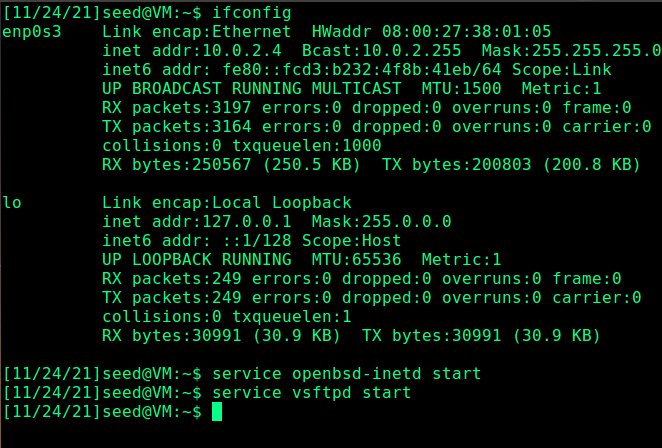 [11/24/21]seed@VM:~$ ifconfig
enp0s3    Link encap:Ethernet  HWaddr 08:00:27:38:01:05
          inet addr:10.0.2.4  Bcast:10.0.2.255  Mask:255.255.255.0
          inet6 addr: fe80::fcd3:b232:4f8b:41eb/64 Scope:Link
          UP BROADCAST RUNNING MULTICAST  MTU:1500  Metric:1
          RX packets:3197 errors:0 dropped:0 overruns:0 frame:0
          TX packets:3164 errors:0 dropped:0 overruns:0 carrier:0
          collisions:0 txqueuelen:1000
          RX bytes:250567 (250.5 KB)  TX bytes:200803 (200.8 KB)

lo        Link encap:Local Loopback
          inet addr:127.0.0.1  Mask:255.0.0.0
          inet6 addr: ::1/128 Scope:Host
          UP LOOPBACK RUNNING  MTU:65536  Metric:1
          RX packets:249 errors:0 dropped:0 overruns:0 frame:0
          TX packets:249 errors:0 dropped:0 overruns:0 carrier:0
          collisions:0 txqueuelen:1
          RX bytes:30991 (30.9 KB)  TX bytes:30991 (30.9 KB)

[11/24/21]seed@VM:~$ service openbsd-inetd start
[11/24/21]seed@VM:~$ service vsftpd start
[11/24/21]seed@VM:~$